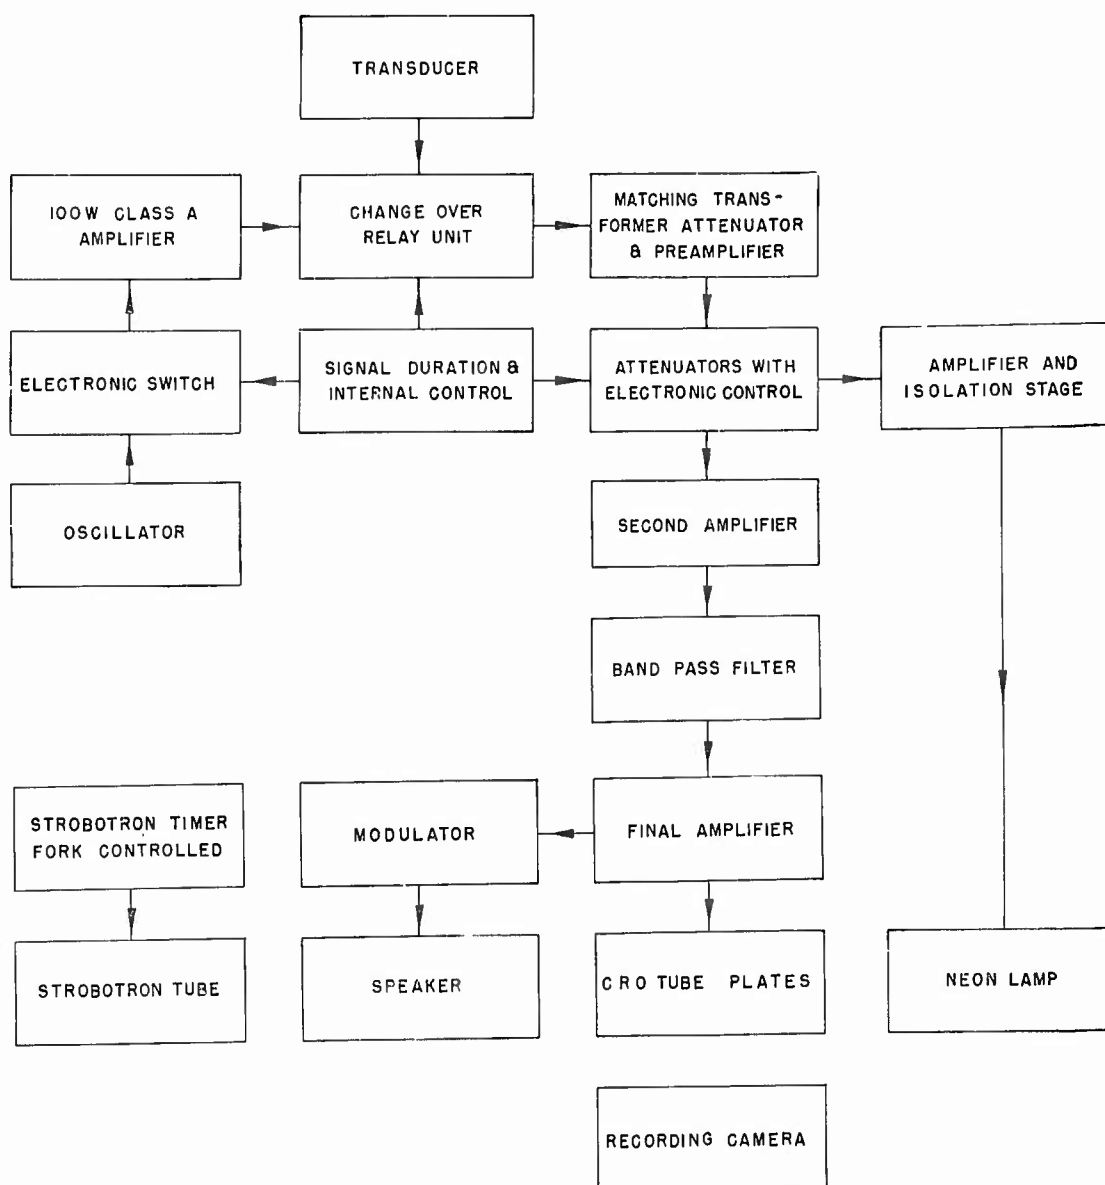 TRANSDUCER
100W CLASS A
AMPLIFIER
CHANGE OVER
RELAY UNIT
MATCHING TRANS-
FORMER ATTENUATOR
& PREAMPLIFIER
ELECTRONIC SWITCH
SIGNAL DURATION &
INTERNAL CONTROL
ATTENUATORS WITH
ELECTRONIC CONTROL
AMPLIFIER AND
ISOLATION STAGE
OSCILLATOR
SECOND AMPLIFIER
BAND PASS FILTER
STROBOTRON TIMER
FORK CONTROLLED
MODULATOR
FINAL AMPLIFIER
STROBOTRON TUBE
SPEAKER
CRO TUBE PLATES
NEON LAMP
RECORDING CAMERA